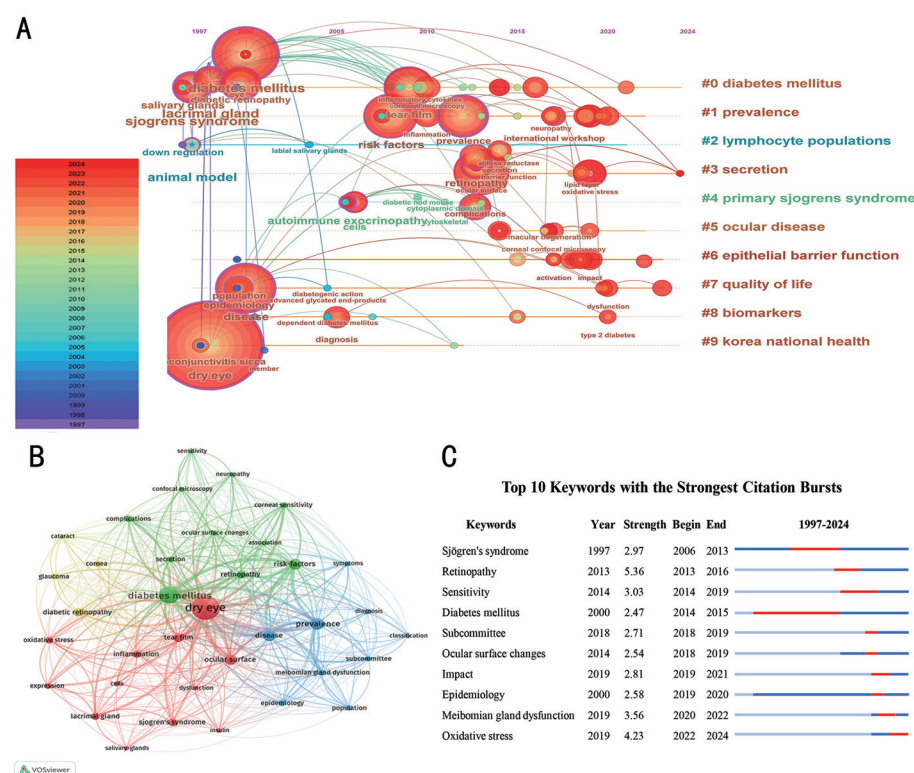 A
1997
2005
2010
2015
2020
2024
diabetes mellitus
eye
diabetic retinopathy
salivary glands
lacrimal gland
sjogrens syndrome
inflammatory cytokines
confocal microscopy
tear film
inflammation
risk factors
prevalence
neuropathy
international workshop
down regulation
labial salivary glands
animal model
aldose reductase
secretion
barrier function
retinopathy
ocular surface
lipid layer
oxidative stress
diabetic nod mouse
cytoplasmic domain
complications
autoimmune exocrinopathy
cytoskeletal
cells
macular degeneration
corneal confocal microscopy
activation
impact
population
epidemiology
disease
diabetogenic action
advanced glycated end-products
dysfunction
dependent diabetes mellitus
type 2 diabetes
diagnosis
conjunctivitis sicca
member
dry eye
#0 diabetes mellitus
#1 prevalence
#2 lymphocyte populations
#3 secretion
#4 primary sjogrens syndrome
#5 ocular disease
#6 epithelial barrier function
#7 quality of life
#8 biomarkers
#9 korea national health
2024
2023
2022
2021
2020
2019
2018
2017
2016
2015
2014
2013
2012
2011
2010
2009
2008
2007
2006
2005
2004
2003
2002
2001
2000
1999
1998
1997
B
sensitivity
neuropathy
confocal microscopy
corneal sensitivity
complications
ocular surface changes
cataract
association
cornea
secretion
risk-factors
symptoms
glaucoma
retinopathy
diabetes mellitus
dry eye
diabetic retinopathy
prevalence
diagnosis
oxidative stress
tear film
disease
classification
inflammation
ocular surface
subcommittee
meibomian gland dysfunction
expression
cells
dysfunction
epidemiology
population
lacrimal gland
sjogren's syndrome
insulin
salivary-glands
VOSviewer
C
Top 10 Keywords with the Strongest Citation Bursts
Keywords Year Strength Begin End 1997-2024
Sjögren's syndrome 1997 2.97 2006 2013
Retinopathy 2013 5.36 2013 2016
Sensitivity 2014 3.03 2014 2019
Diabetes mellitus 2000 2.47 2014 2015
Subcommittee 2018 2.71 2018 2019
Ocular surface changes 2014 2.54 2018 2019
Impact 2019 2.81 2019 2021
Epidemiology 2000 2.58 2019 2020
Meibomian gland dysfunction 2019 3.56 2020 2022
Oxidative stress 2019 4.23 2022 2024